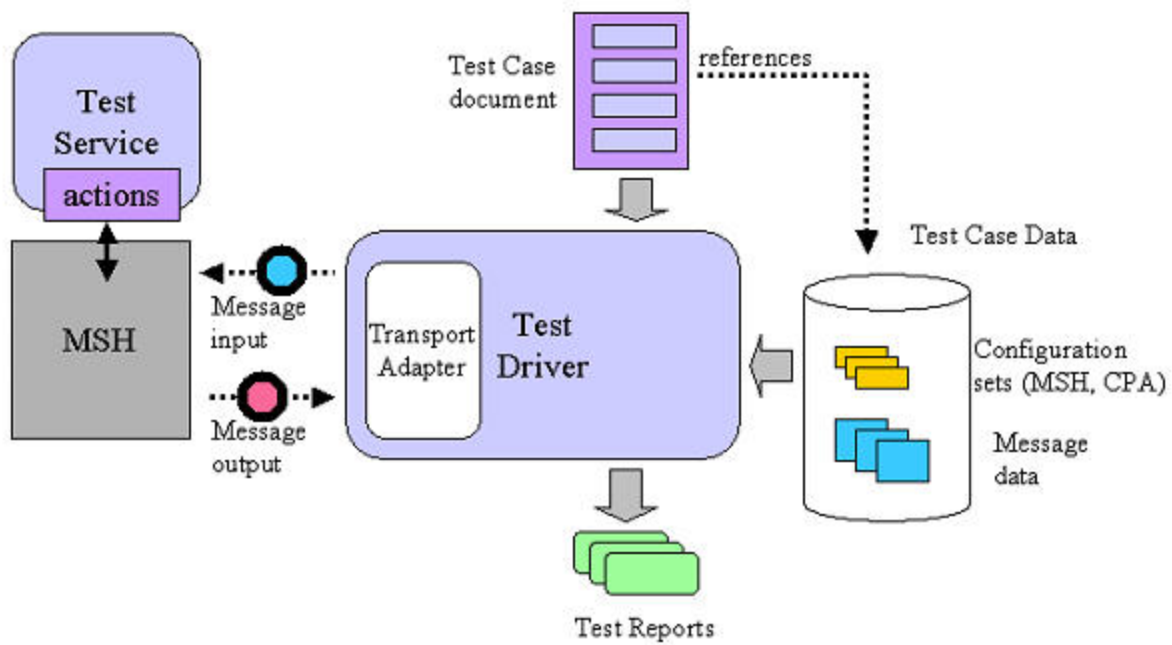 Test
Service
actions
MSH
Test Case
document
references
Test Case Data
Message
input
Message
output
Transport
Adapter
Test
Driver
Configuration
sets (MSH, CPA)
Message
data
Test Reports